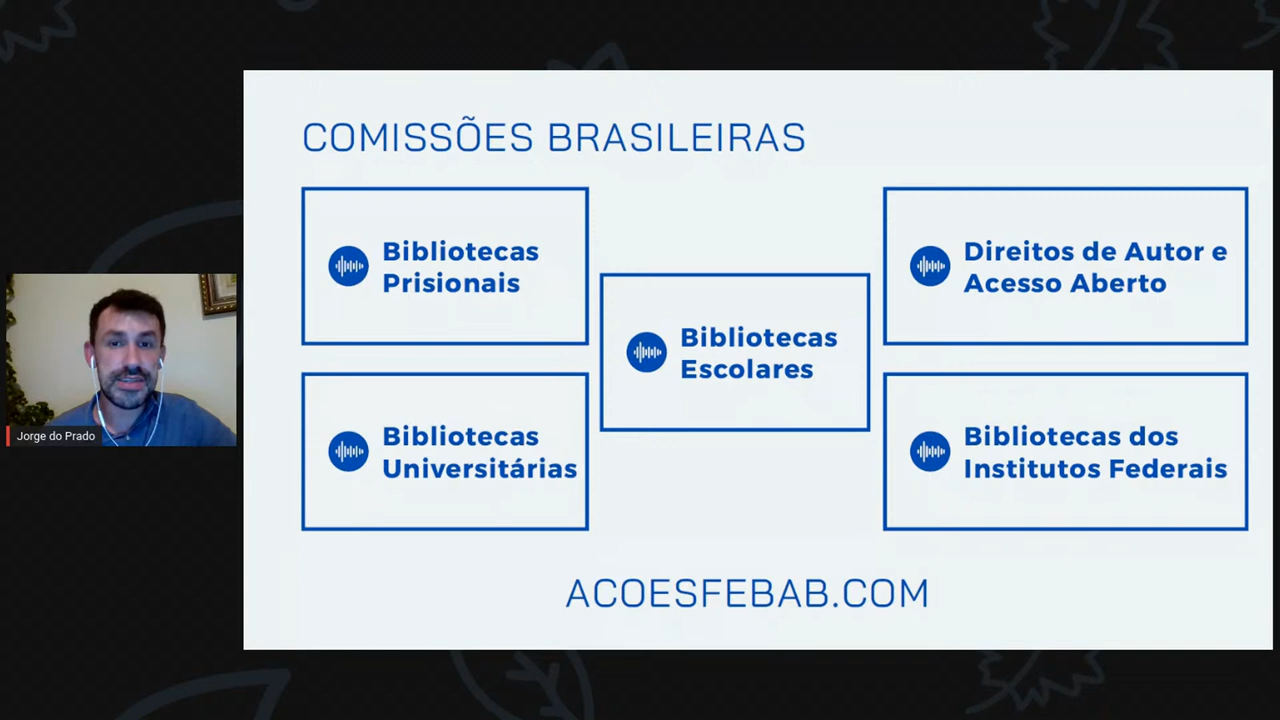 COMISSÕES BRASILEIRAS
Bibliotecas
Prisionais
Direitos de Autor e
Acesso Aberto
Bibliotecas
Escolares
Bibliotecas
Universitárias
Bibliotecas dos
Institutos Federais
ACOESFEBAB.COM
Jorge do Prado